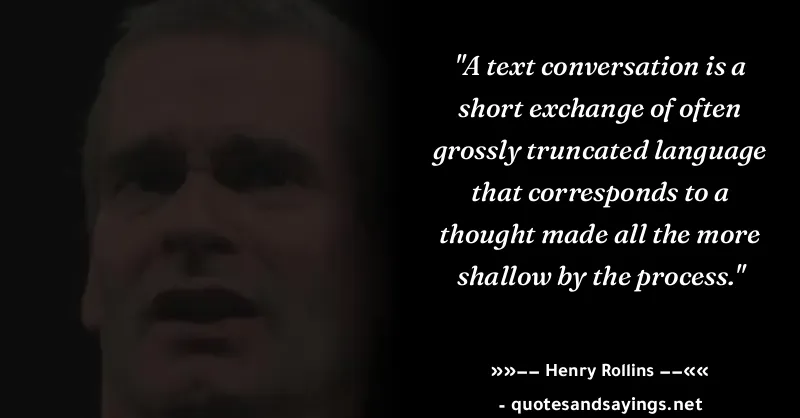 "A text conversation is a
short exchange of often
grossly truncated language
that corresponds to a
thought made all the more
shallow by the process."
»»—— Henry Rollins ——««
- quotesandsayings.net